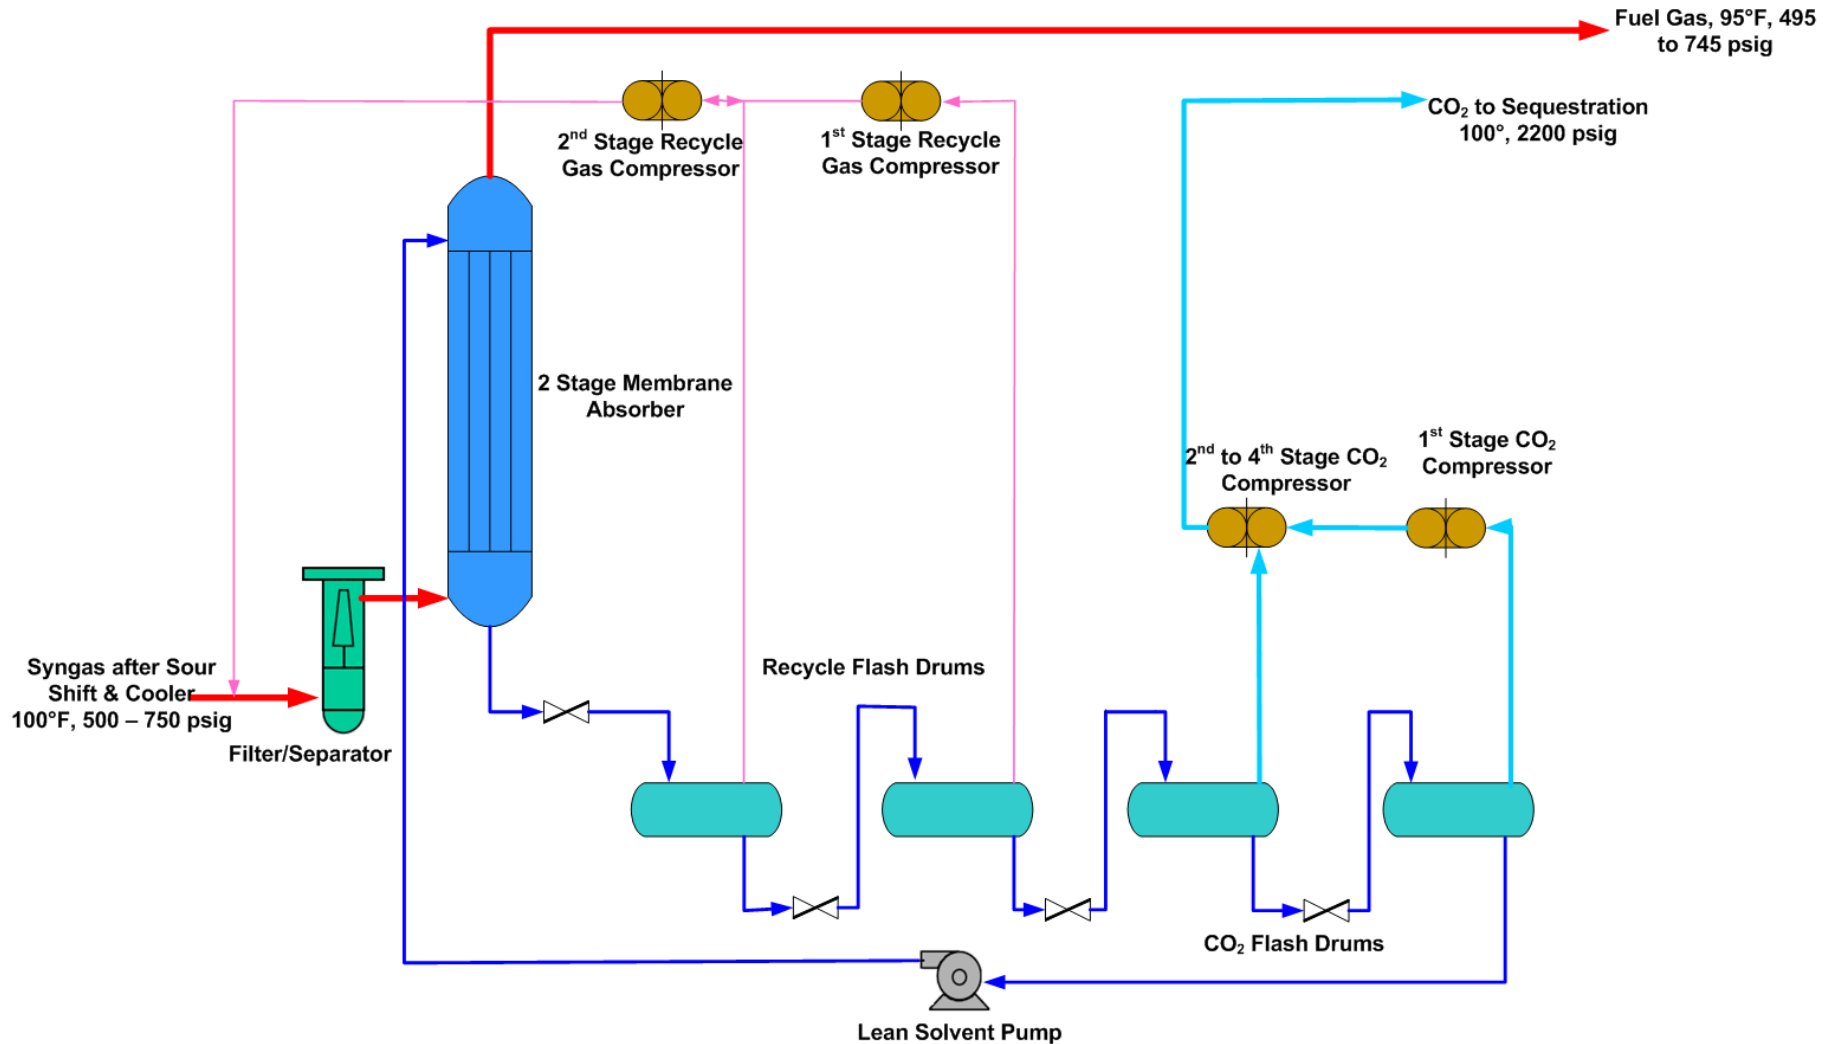 Fuel Gas, 95°F, 495
to 745 psig
CO₂ to Sequestration
100°, 2200 psig
2ⁿᵈ Stage Recycle
Gas Compressor
1ˢᵗ Stage Recycle
Gas Compressor
2 Stage Membrane
Absorber
1ˢᵗ Stage CO₂
Compressor
2ⁿᵈ to 4ᵗʰ Stage CO₂
Compressor
Syngas after Sour
Shift & Cooler
100°F, 500 – 750 psig
Filter/Separator
Recycle Flash Drums
CO₂ Flash Drums
Lean Solvent Pump